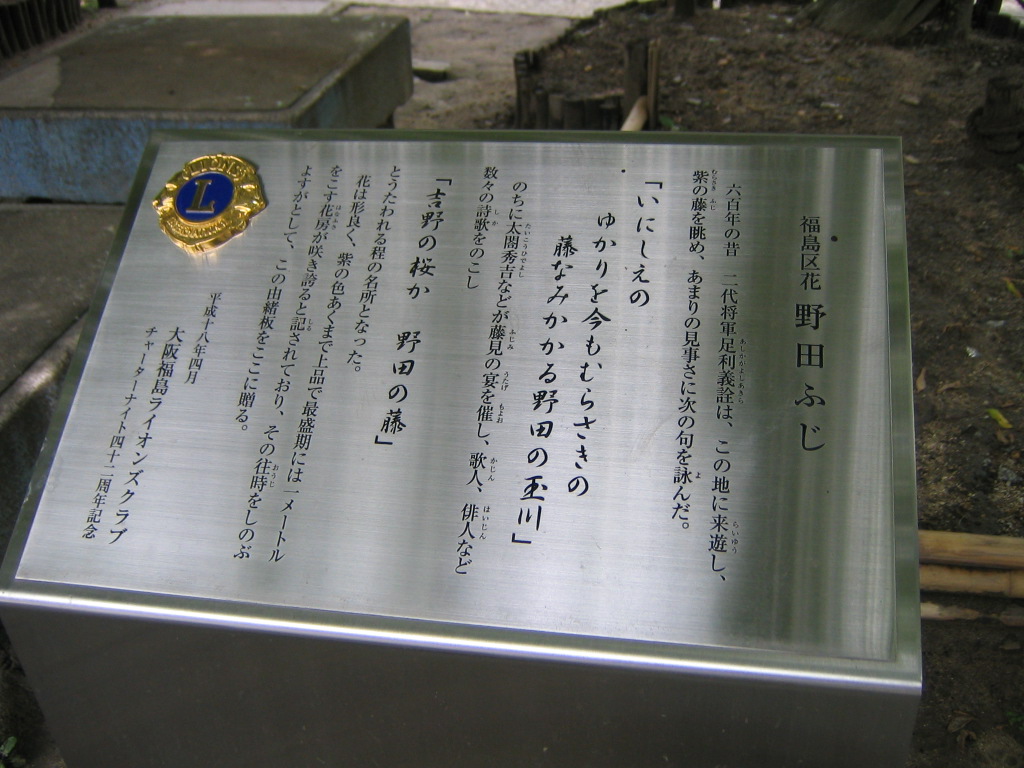 福島区花 野田ふじ
六百年の昔 二代将軍足利義詮は、この地に来遊し、
紫の藤を眺め、あまりの見事さに次の句を詠んだ。
「いにしえの
ゆかりを今もむらさきの
藤なみかかる野田の玉川」
のちに太閤秀吉などが藤見の宴を催し、歌人、俳人など
数々の詩歌をのこし
「吉野の桜か 野田の藤」
とうたわれる程の名所となった。
花は形良く、紫の色あくまで上品で最盛期には一メートル
をこす花房が咲き誇ると記されており、その往時をしのぶ
よすがとして、この由緒板をここに贈る。
平成十八年四月
大阪福島ライオンズクラブ
チャーターナイト四十二周年記念
LIONS
L
INTERNATIONAL